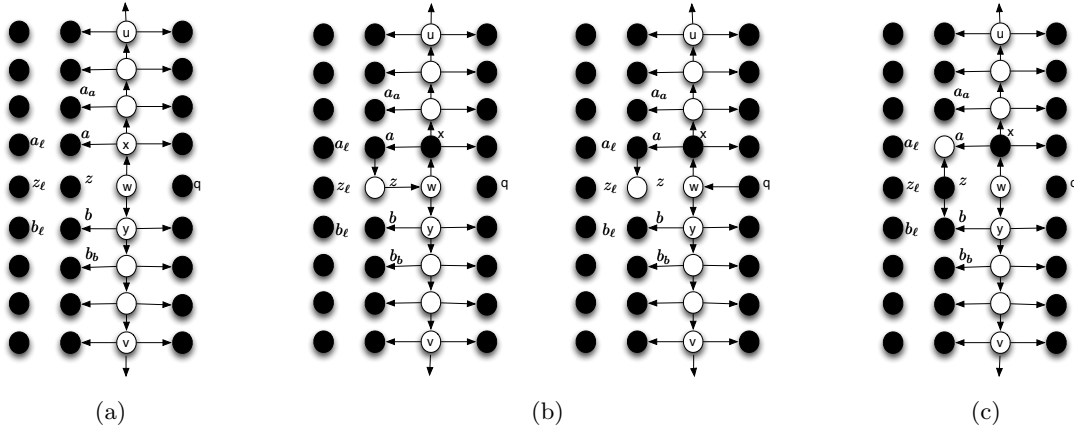 u u u u
a_a a_a a_a a_a
x x x x
a_ℓ a a_ℓ a a_ℓ a a_ℓ a
z_ℓ z w q z_ℓ z w q z_ℓ z w q z_ℓ z w q
b_ℓ b y b_ℓ b y b_ℓ b y b_ℓ b y
b_b b_b b_b b_b
v v v v
(a) (b) (c)